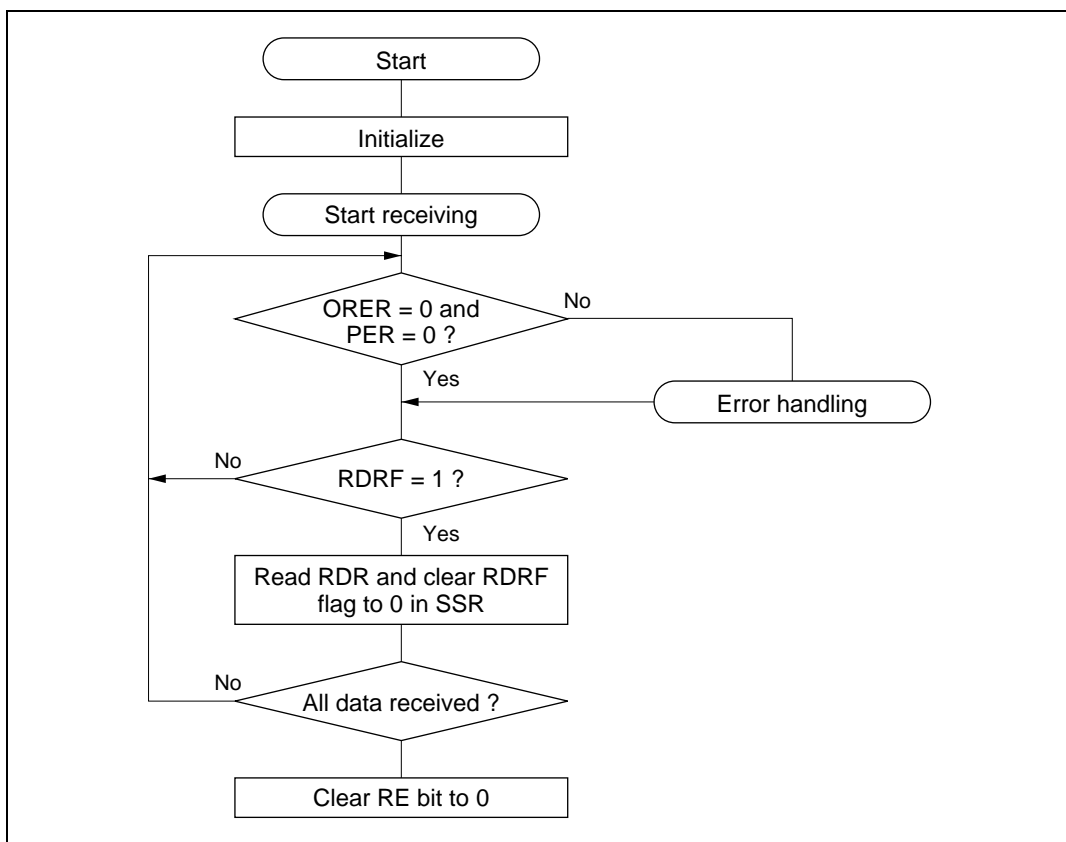 Start
Initialize
Start receiving
ORER = 0 and
PER = 0 ?
No
Yes
Error handling
No
RDRF = 1 ?
Yes
Read RDR and clear RDRF
flag to 0 in SSR
No
All data received ?
Clear RE bit to 0